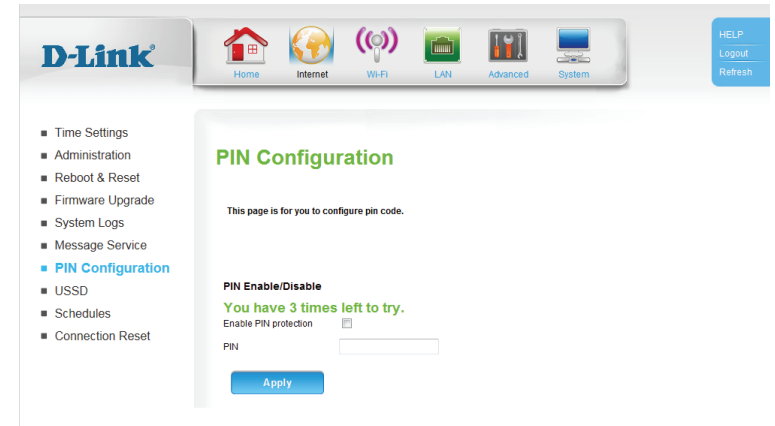 D-Link
Home
Internet
Wi-Fi
LAN
Advanced
System
HELP
Logout
Refresh
Time Settings
Administration
Reboot & Reset
Firmware Upgrade
System Logs
Message Service
PIN Configuration
USSD
Schedules
Connection Reset
PIN Configuration
This page is for you to configure pin code.
PIN Enable/Disable
You have 3 times left to try.
Enable PIN protection
PIN
Apply